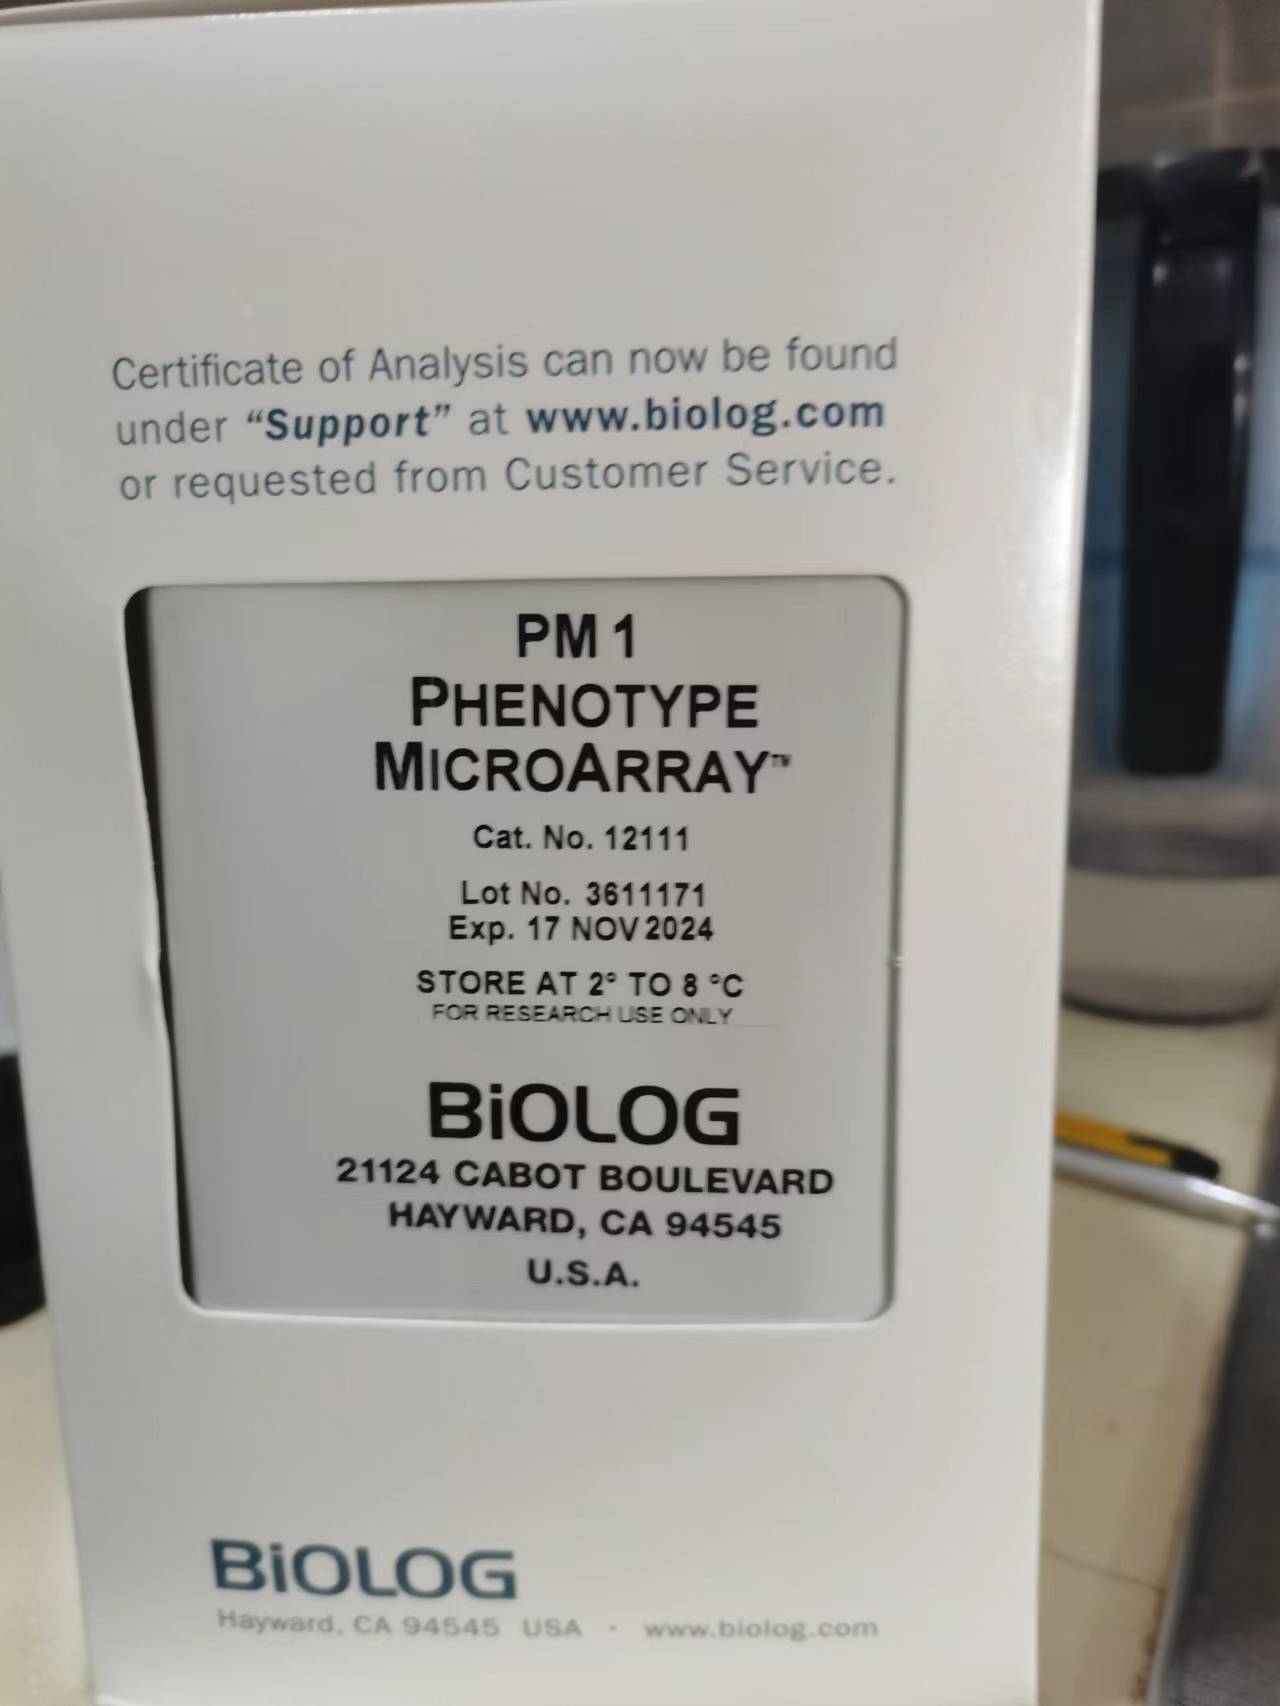 Certificate of Analysis can now be found
under “Support” at www.biolog.com
or requested from Customer Service.
PM 1
PHENOTYPE
MICROARRAY™
Cat. No. 12111
Lot No. 3611171
Exp. 17 NOV 2024
STORE AT 2° TO 8 °C
FOR RESEARCH USE ONLY
BiOLOG
21124 CABOT BOULEVARD
HAYWARD, CA 94545
U.S.A.
BiOLOG
Hayward, CA 94545 USA · www.biolog.com